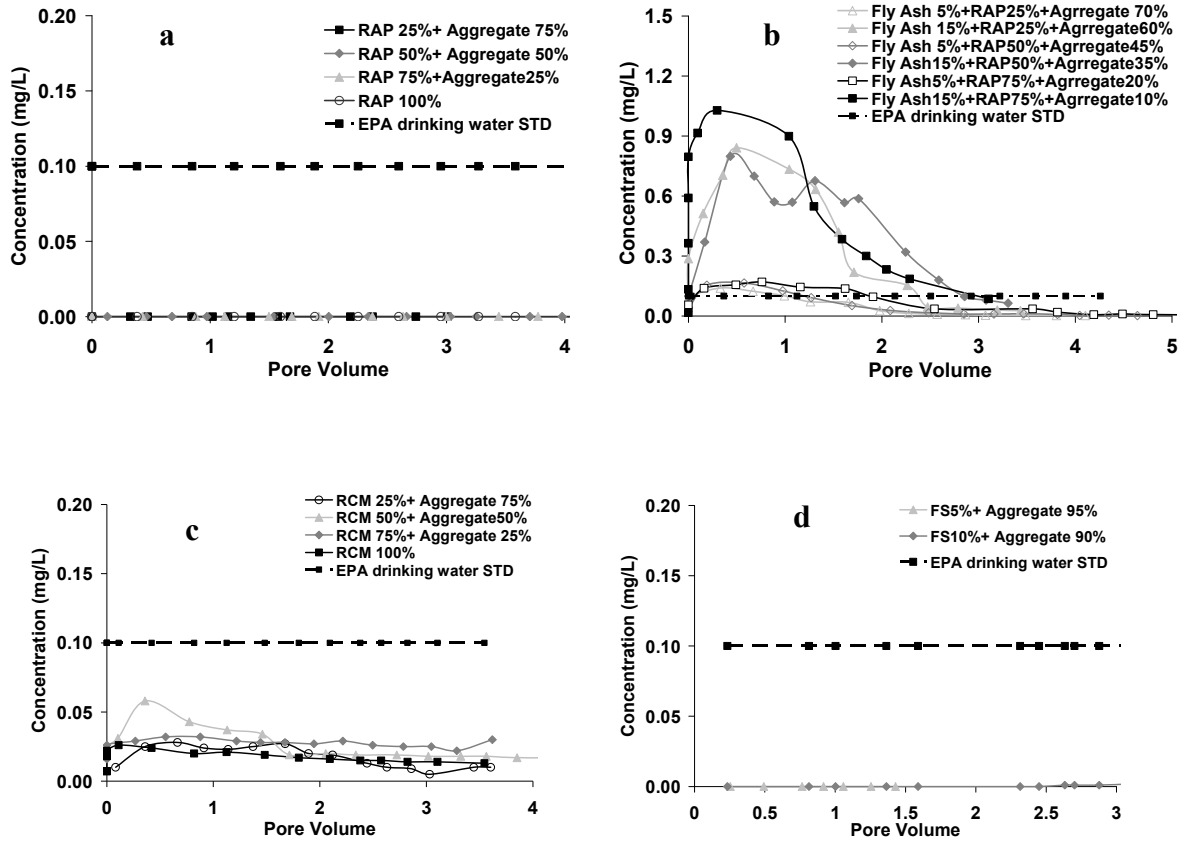 a
RAP 25%+ Aggregate 75%
RAP 50%+ Aggregate 50%
RAP 75%+Aggregate25%
RAP 100%
EPA drinking water STD
Concentration (mg/L)
0.20
0.15
0.10
0.05
0.00
0 1 2 3 4
Pore Volume
b
Fly Ash 5%+RAP25%+Agrregate 70%
Fly Ash 15%+RAP25%+Agrregate60%
Fly Ash 5%+RAP50%+Agrregate45%
Fly Ash15%+RAP50%+Agrregate35%
Fly Ash5%+RAP75%+Agrregate20%
Fly Ash15%+RAP75%+Agrregate10%
EPA drinking water STD
Concentration (mg/L)
1.5
1.2
0.9
0.6
0.3
0.0
0 1 2 3 4 5
Pore Volume
c
RCM 25%+ Aggregate 75%
RCM 50%+ Aggregate50%
RCM 75%+ Aggregate 25%
RCM 100%
EPA drinking water STD
Concentration (mg/L)
0.20
0.15
0.10
0.05
0.00
0 1 2 3 4
Pore Volume
d
FS5%+ Aggregate 95%
FS10%+ Aggregate 90%
EPA drinking water STD
Concentration (mg/L)
0.20
0.15
0.10
0.05
0.00
0 0.5 1 1.5 2 2.5 3
Pore Volume